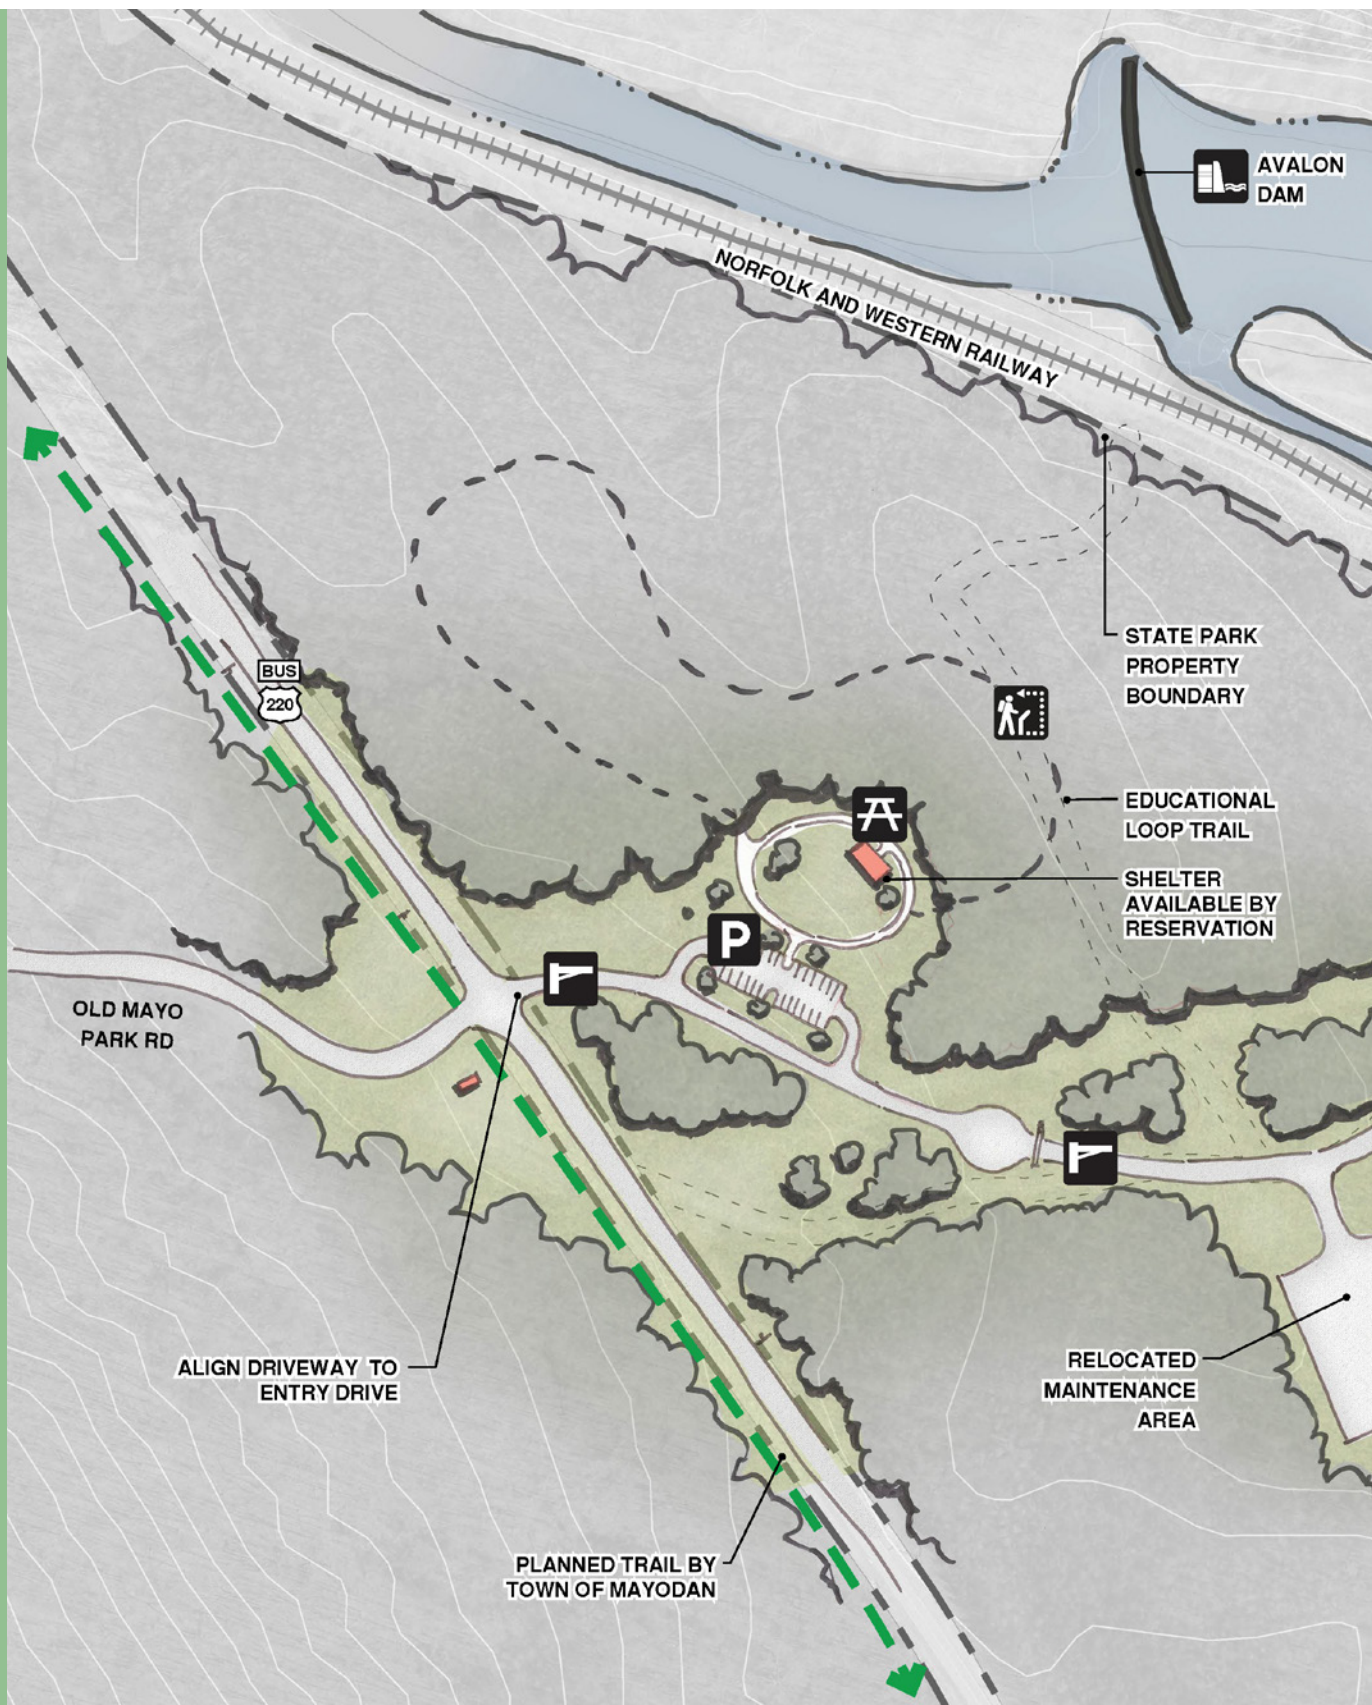 AVALON
DAM
NORFOLK AND WESTERN RAILWAY
STATE PARK
PROPERTY
BOUNDARY
BUS
220
EDUCATIONAL
LOOP TRAIL
SHELTER
AVAILABLE BY
RESERVATION
P
OLD MAYO
PARK RD
ALIGN DRIVEWAY TO
ENTRY DRIVE
RELOCATED
MAINTENANCE
AREA
PLANNED TRAIL BY
TOWN OF MAYODAN